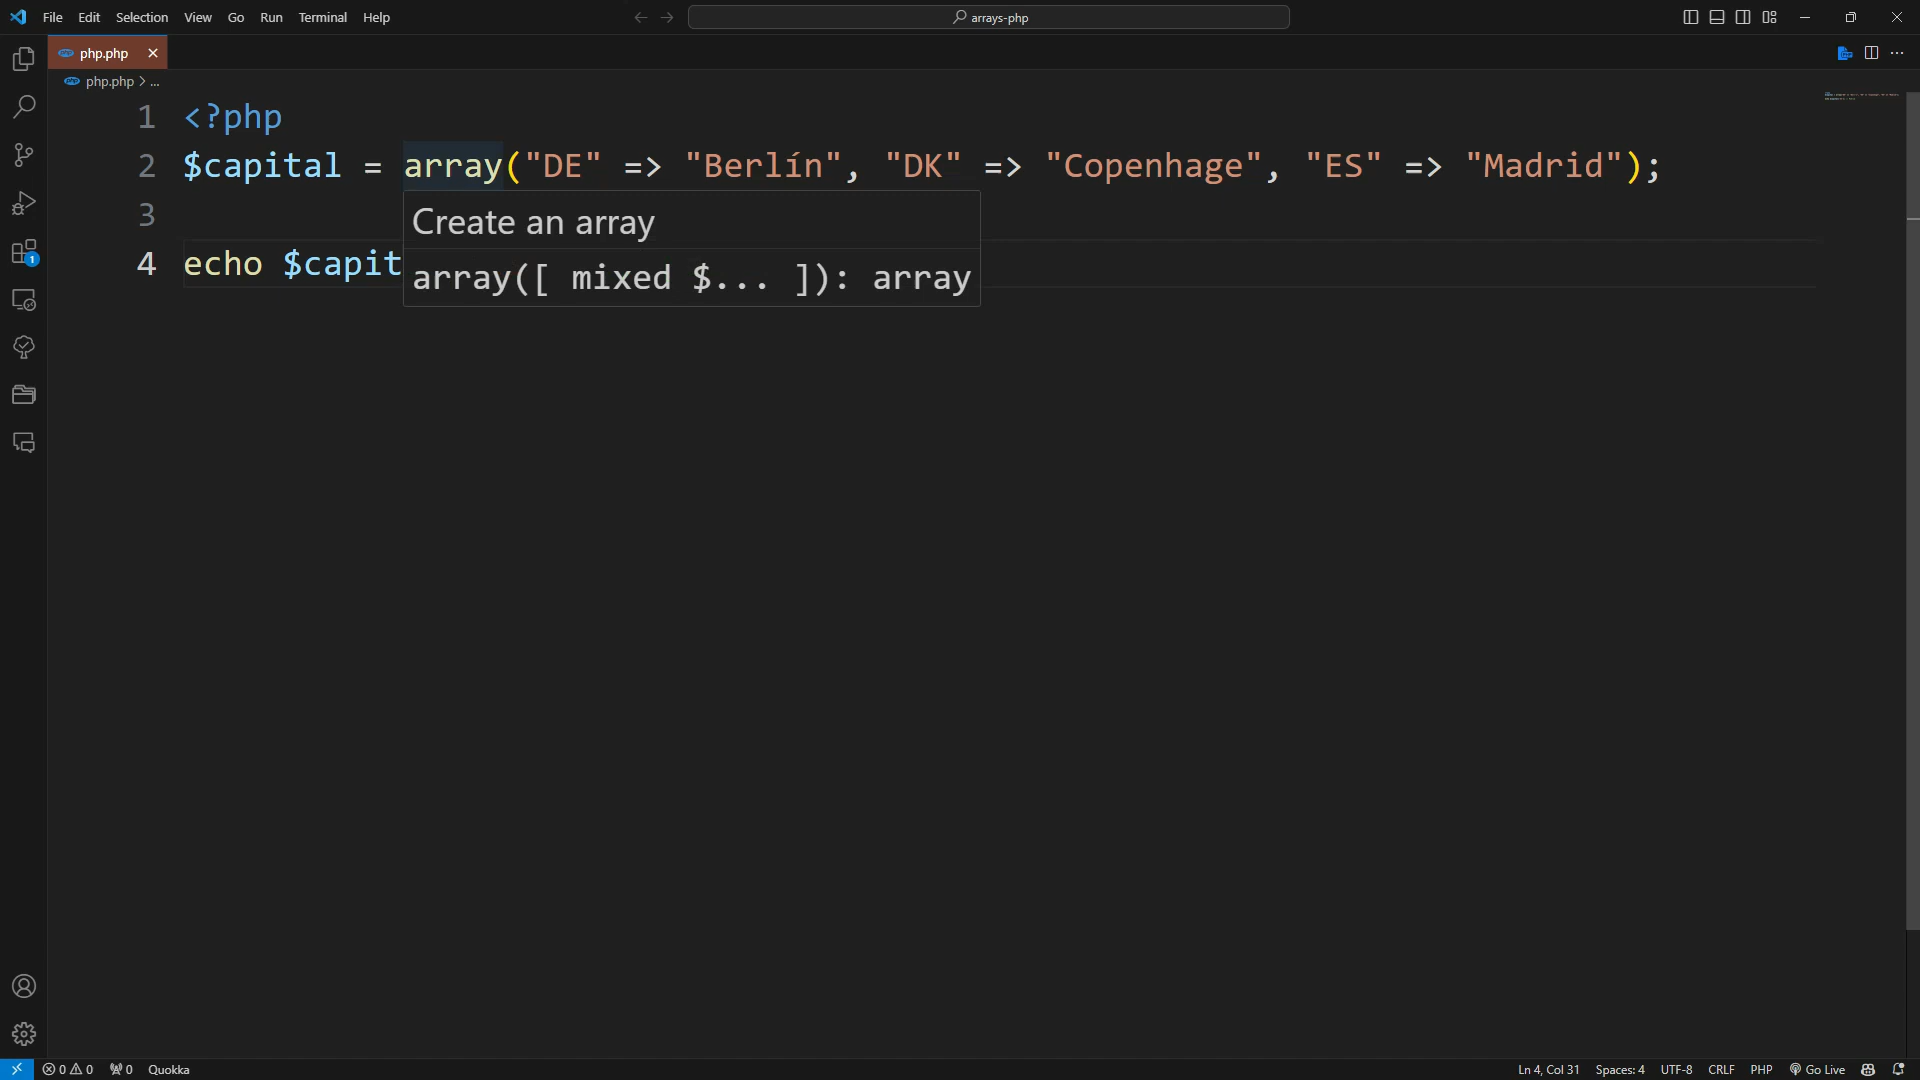 File Edit Selection View Go Run Terminal Help
arrays-php
php.php
php.php > ...
1 <?php
2 $capital = array("DE" => "Berlín", "DK" => "Copenhage", "ES" => "Madrid");
3
4 echo $capit
Create an array
array([ mixed $... ]): array
1
0 0 0 Quokka
Ln 4, Col 31 Spaces: 4 UTF-8 CRLF PHP Go Live